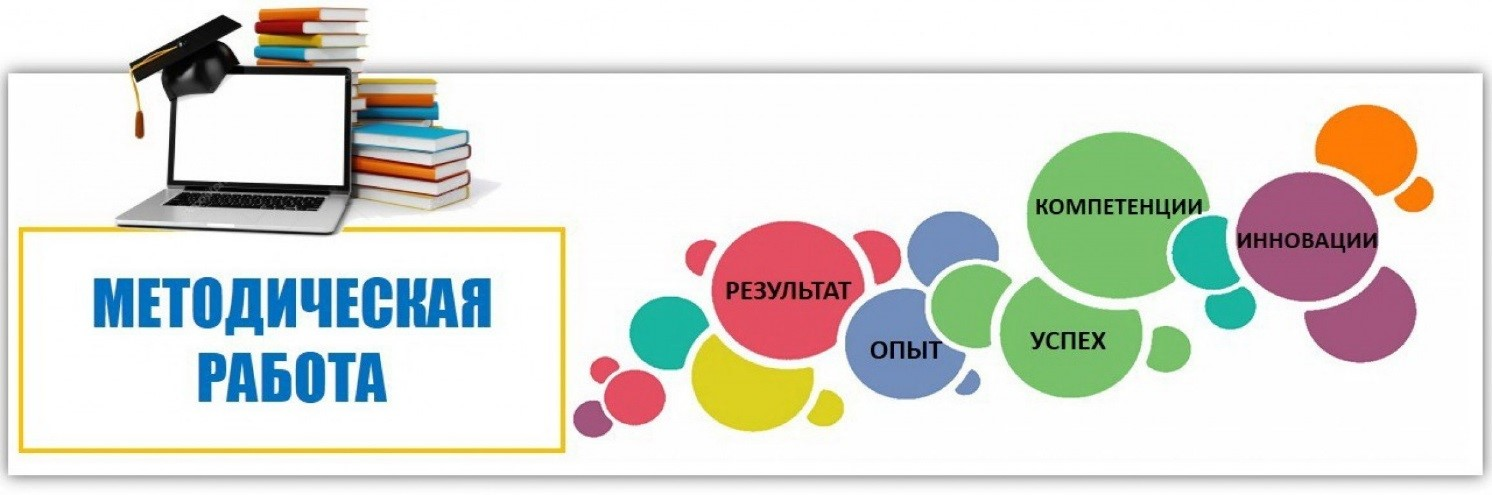 МЕТОДИЧЕСКАЯ
РАБОТА
РЕЗУЛЬТАТ
ОПЫТ
УСПЕХ
КОМПЕТЕНЦИИ
ИННОВАЦИИ